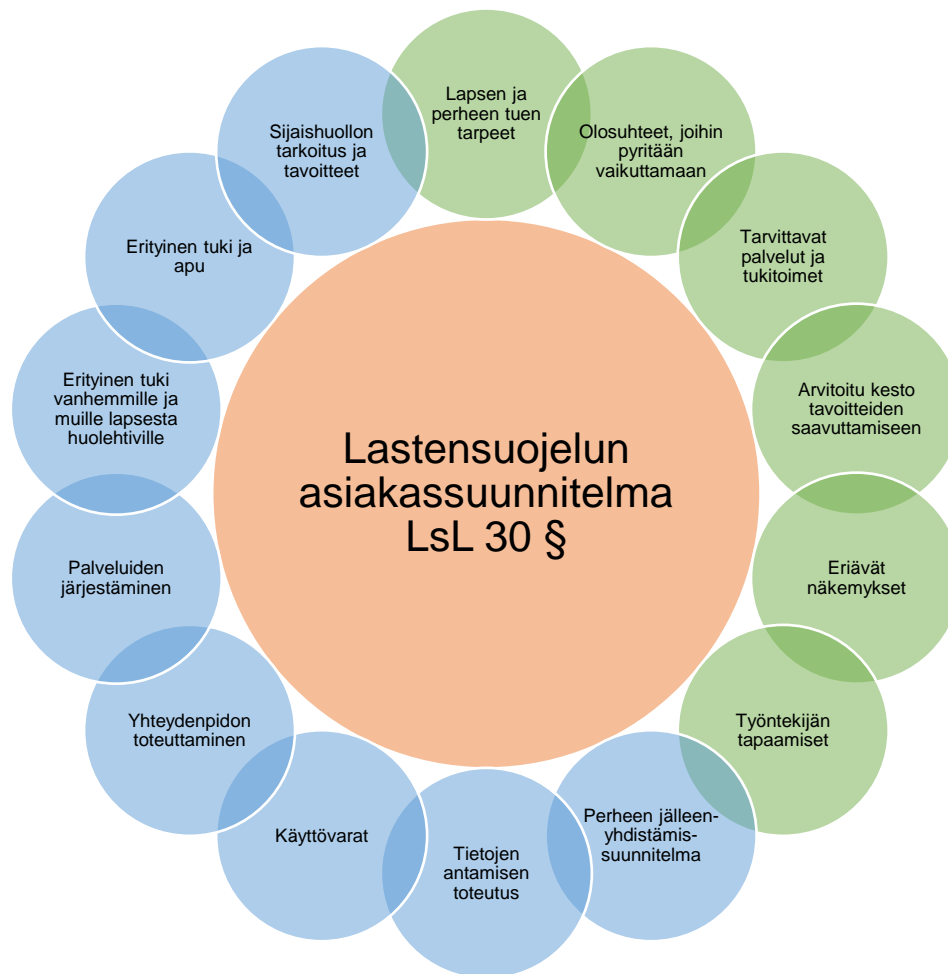 Lapsen ja
perheen tuen
tarpeet
Olosuhteet, joihin
pyritään
vaikuttamaan
Tarvittavat
palvelut ja
tukitoimet
Arvitoitu kesto
tavoitteiden
saavuttamiseen
Eriävät
näkemykset
Työntekijän
tapaamiset
Perheen jälleen-
yhdistämis-
suunnitelma
Tietojen
antamisen
toteutus
Käyttövarat
Yhteydenpidon
toteuttaminen
Palveluiden
järjestäminen
Erityinen tuki
vanhemmille ja
muille lapsesta
huolehtiville
Erityinen tuki ja
apu
Sijaishuollon
tarkoitus ja
tavoitteet
Lastensuojelun
asiakassuunnitelma
LsL 30 §